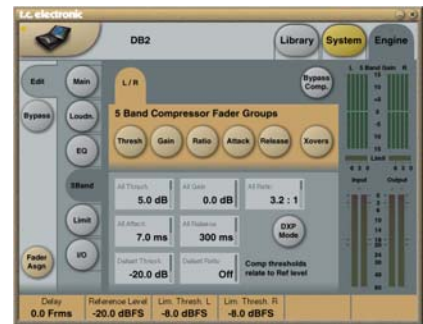 t.c. electronic
DB2
Library
System
Engine
Edit
Main
L / R
Bypass
Comp.
L 5 Band Gain R
Bypass
Loudn.
5 Band Compressor Fader Groups
Thresh
Gain
Ratio
Attack
Release
Xovers
EQ
5Band
All Thresh.
5.0 dB
All Gain
0.0 dB
All Ratio
3.2 : 1
Limit
Input
Output
Limit
All Attack
7.0 ms
All Release
300 ms
DXP
Mode
Fader
Asgn
I/O
Defeat Thresh
-20.0 dB
Defeat Ratio
Off
Comp thresholds
relate to Ref level
Delay
0.0 Frms
Reference Level
-20.0 dBFS
Lim. Thresh. L
-8.0 dBFS
Lim. Thresh. R
-8.0 dBFS